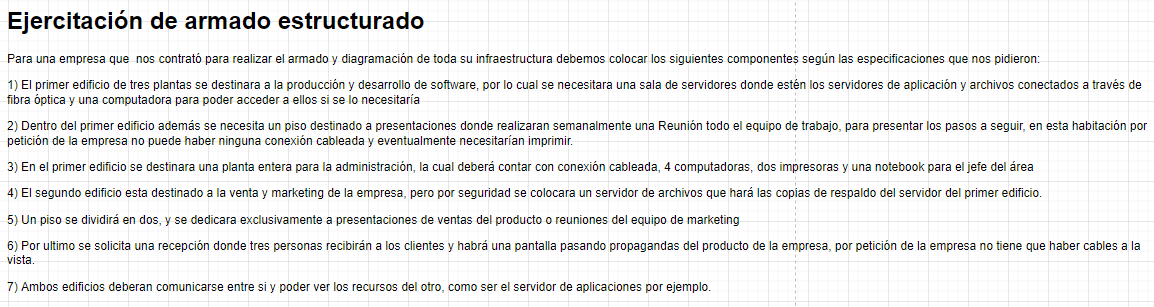 Ejercitación de armado estructurado
Para una empresa que  nos contrató para realizar el armado y diagramación de toda su infraestructura debemos colocar los siguientes componentes según las especificaciones que nos pidieron:
1) El primer edificio de tres plantas se destinara a la producción y desarrollo de software, por lo cual se necesitara una sala de servidores donde estén los servidores de aplicación y archivos conectados a través de
fibra óptica y una computadora para poder acceder a ellos si se lo necesitaría
2) Dentro del primer edificio además se necesita un piso destinado a presentaciones donde realizaran semanalmente una Reunión todo el equipo de trabajo, para presentar los pasos a seguir, en esta habitación por
petición de la empresa no puede haber ninguna conexión cableada y eventualmente necesitarían imprimir.
3) En el primer edificio se destinara una planta entera para la administración, la cual deberá contar con conexión cableada, 4 computadoras, dos impresoras y una notebook para el jefe del área
4) El segundo edificio esta destinado a la venta y marketing de la empresa, pero por seguridad se colocara un servidor de archivos que hará las copias de respaldo del servidor del primer edificio.
5) Un piso se dividirá en dos, y se dedicara exclusivamente a presentaciones de ventas del producto o reuniones del equipo de marketing
6) Por ultimo se solicita una recepción donde tres personas recibirán a los clientes y habrá una pantalla pasando propagandas del producto de la empresa, por petición de la empresa no tiene que haber cables a la
vista.
7) Ambos edificios deberan comunicarse entre si y poder ver los recursos del otro, como ser el servidor de aplicaciones por ejemplo.